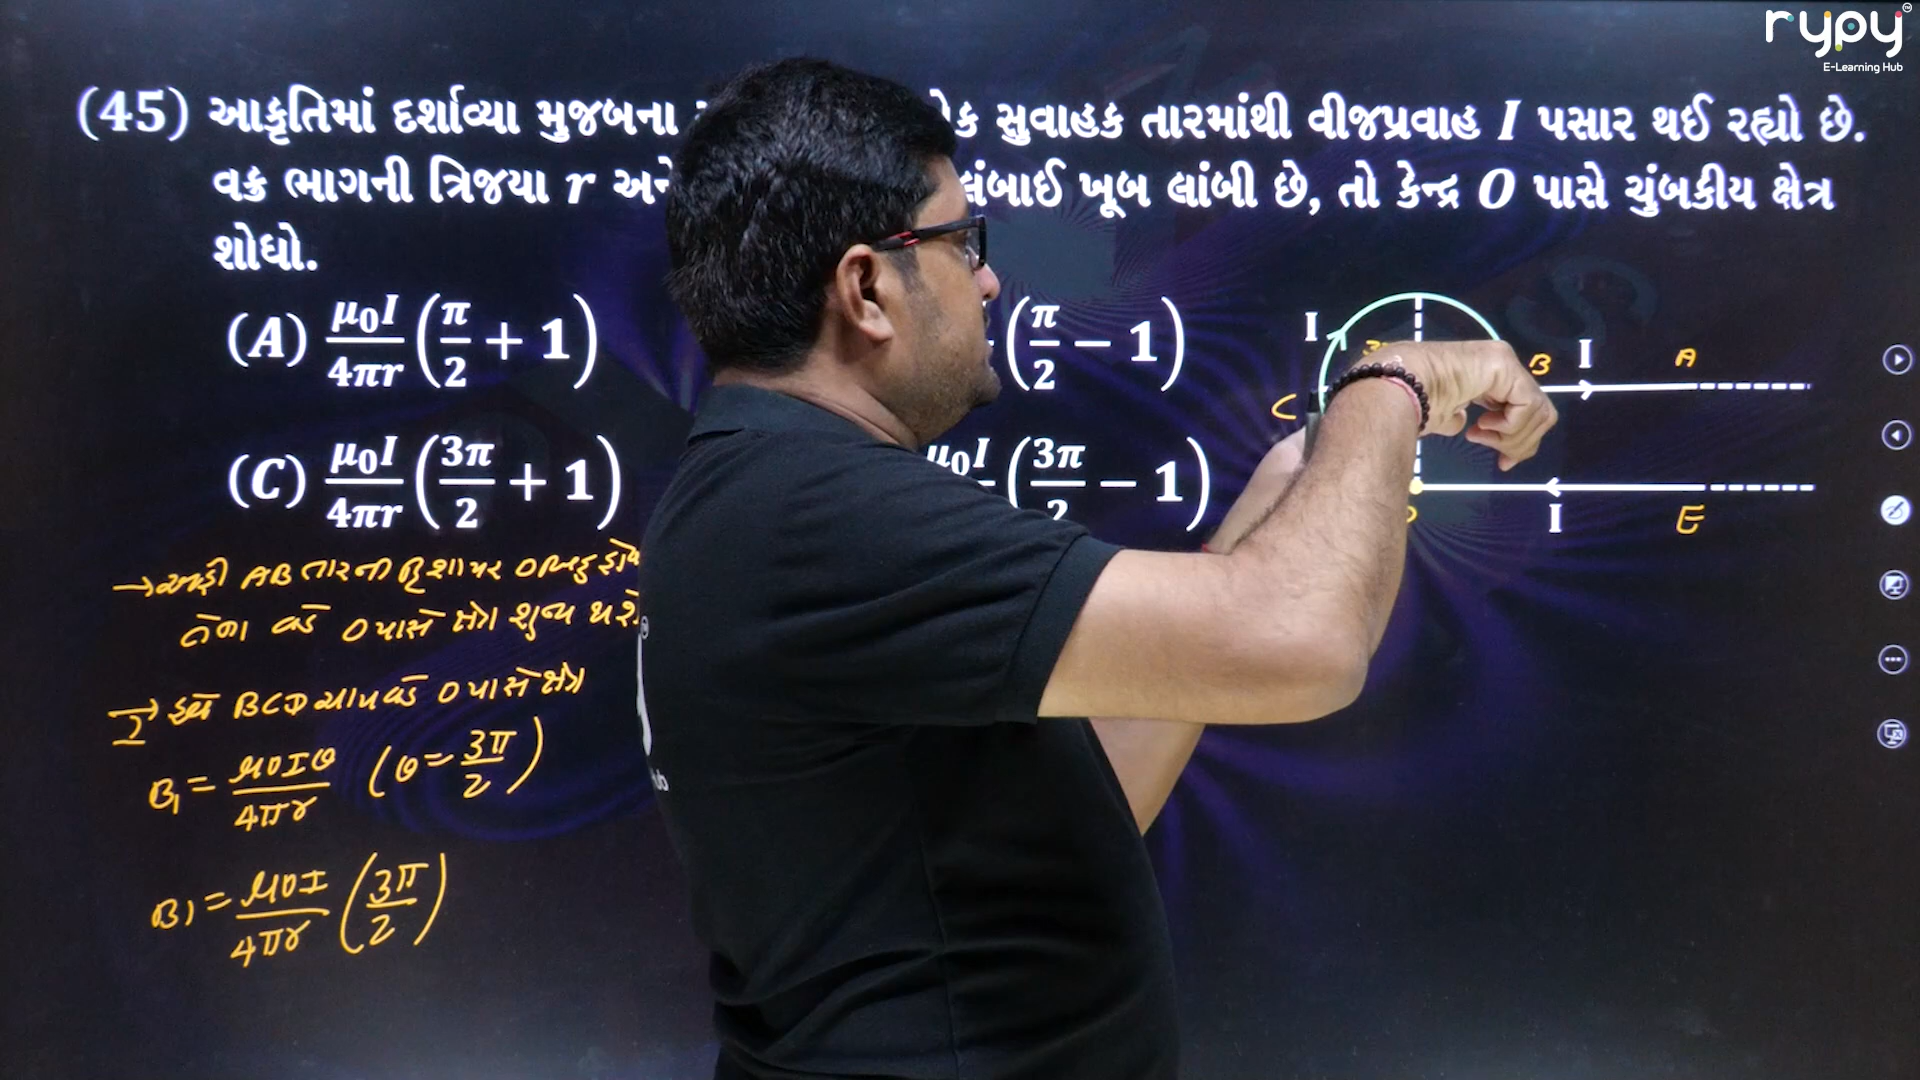 rypy
E-Learning Hub
(45) આકૃતિમાં દર્શાવ્યા મુજબના સુવાહક તારમાંથી વીજપ્રવાહ I પસાર થઈ રહ્યો છે.
વક્ર ભાગની ત્રિજ્યા r અને લંબાઈ ખૂબ લાંબી છે, તો કેન્દ્ર O પાસે ચુંબકીય ક્ષેત્ર
શોધો.
(A) μ₀I/4πr (π/2 + 1)
(π/2 − 1)
(C) μ₀I/4πr (3π/2 + 1)
μ₀I (3π/2 − 1)
I B I A
C
I E
→ અહીં AB તારની દિશા પર O બિંદુ
તેના વડે O પાસે ક્ષેત્ર શૂન્ય થશે
→ હવે BCD ચાપ વડે O પાસે ક્ષેત્ર
B₁ = μ0Iθ/4πr (θ = 3π/2)
B1 = μ0I/4πr (3π/2)